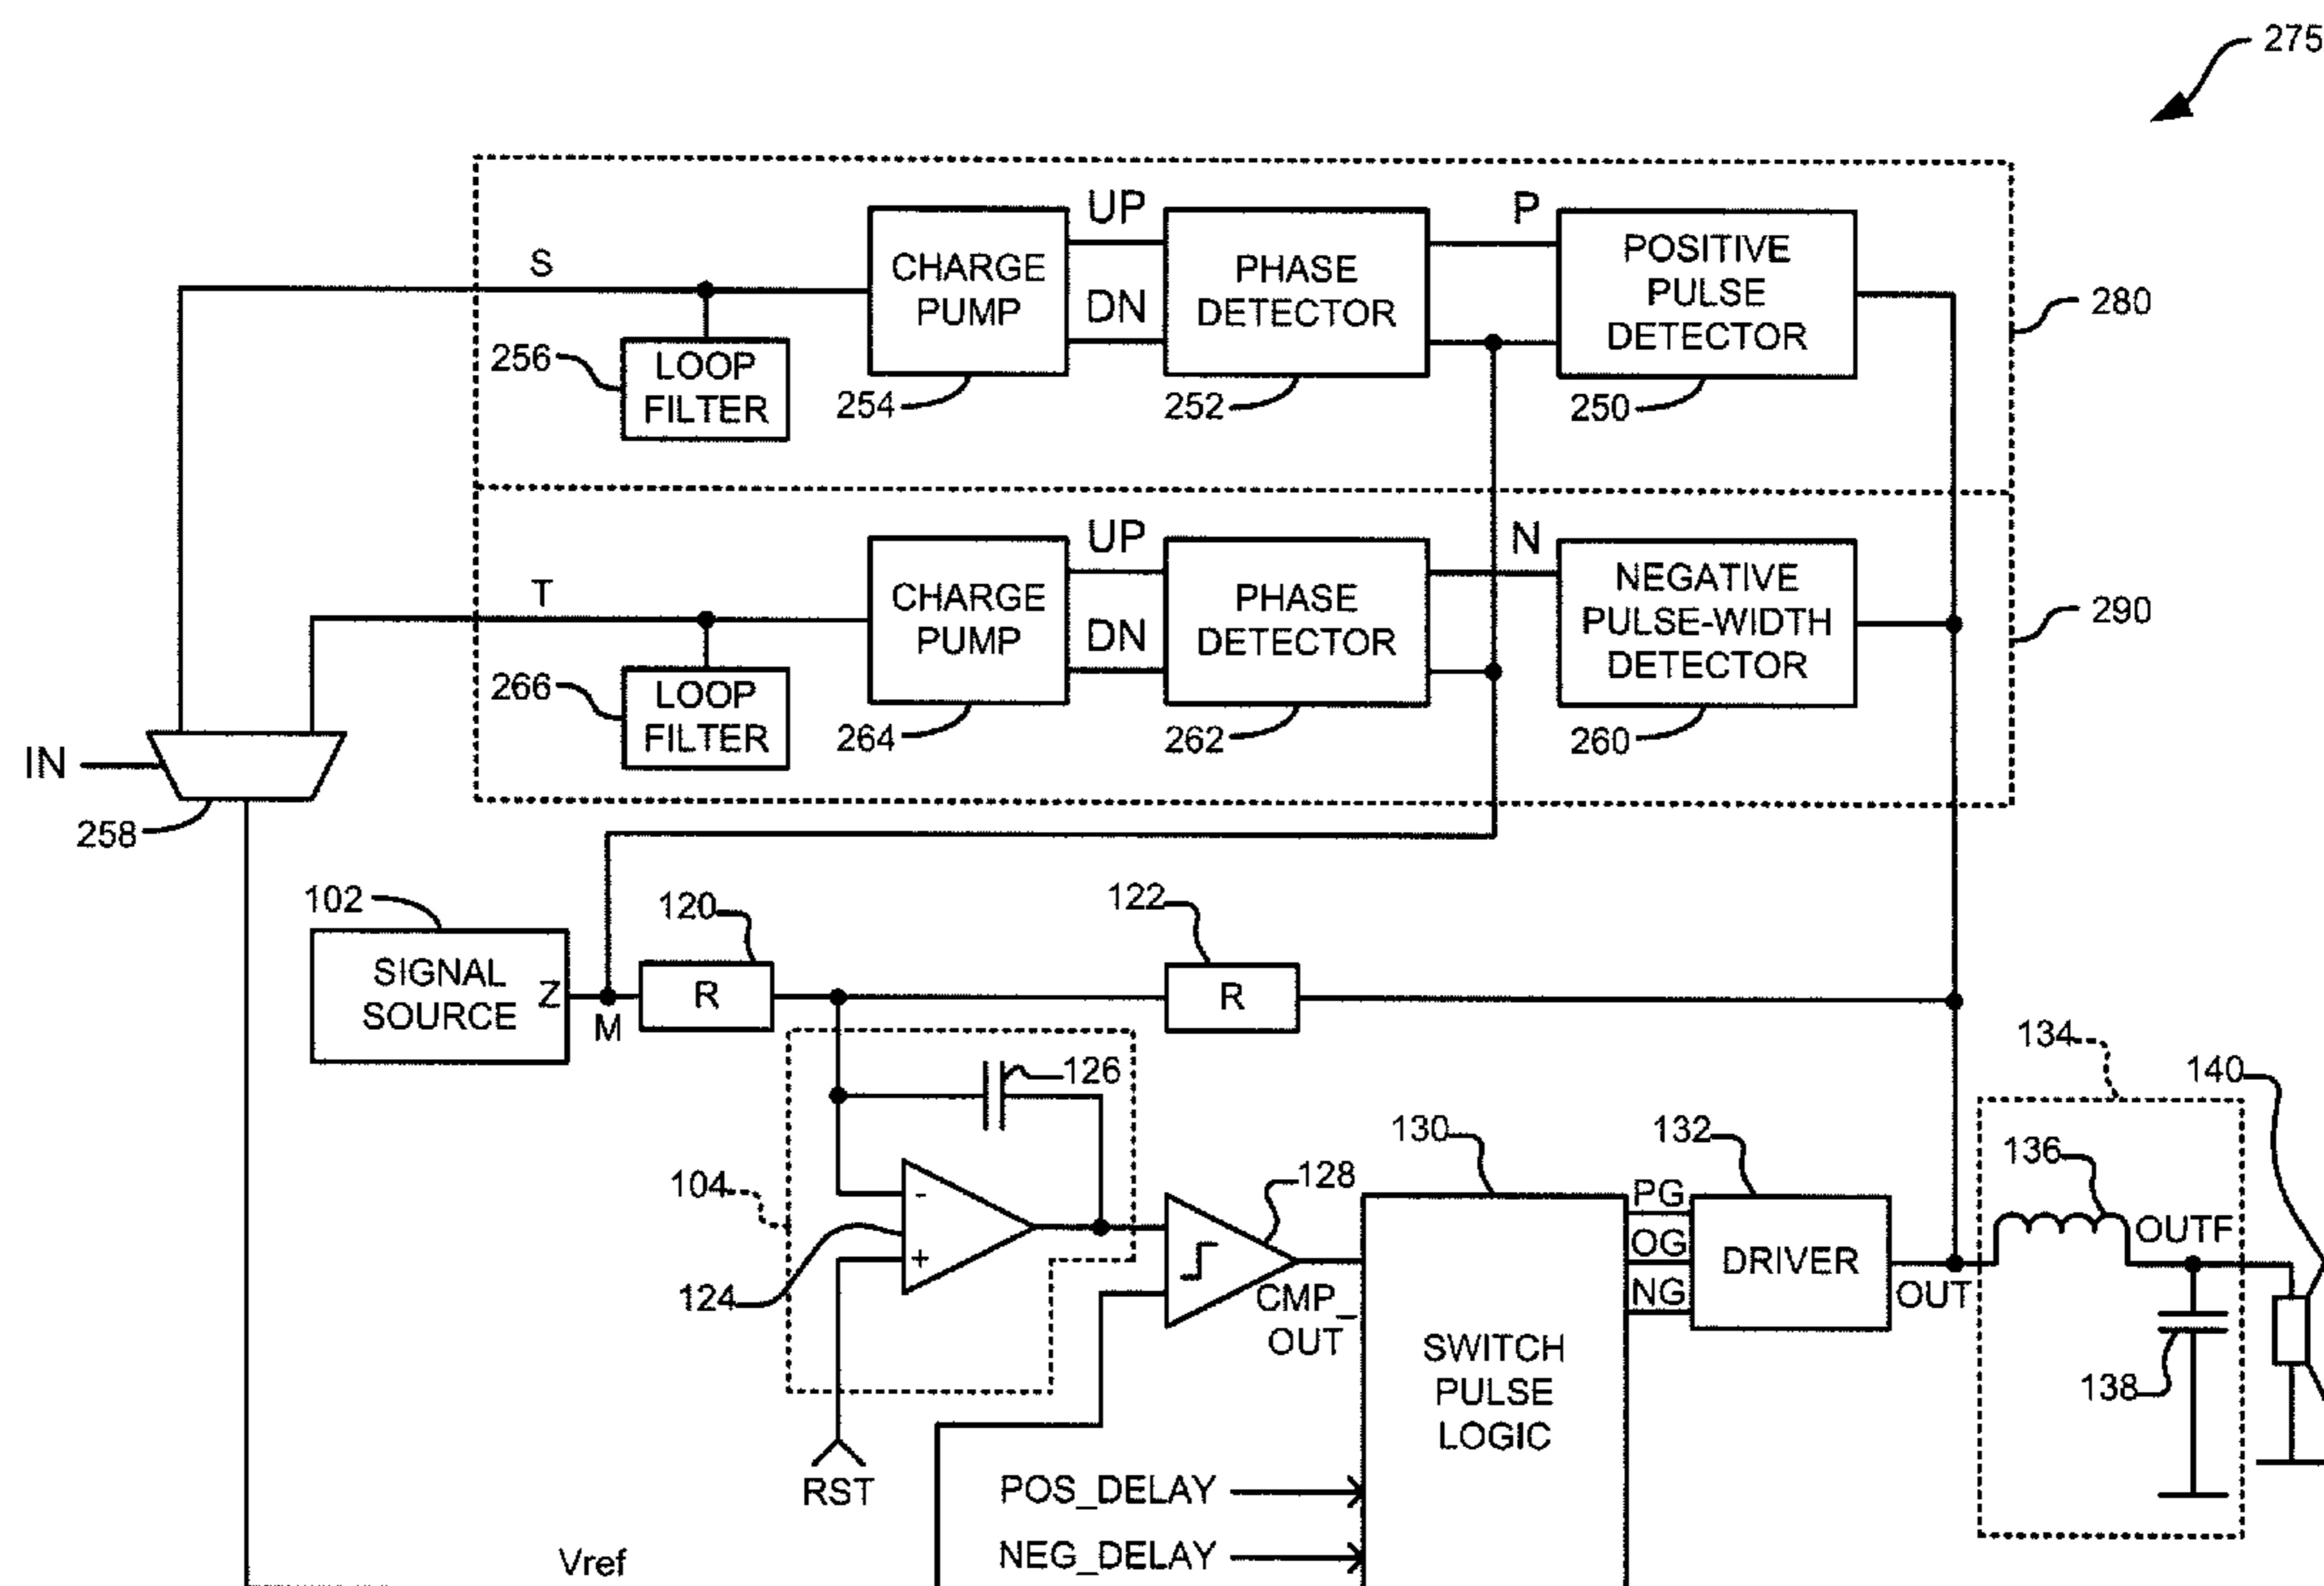 275
UP
P
S
CHARGE
PUMP
PHASE
DETECTOR
POSITIVE
PULSE
DETECTOR
DN
280
256
LOOP
FILTER
254
252
250
UP
N
T
CHARGE
PUMP
PHASE
DETECTOR
NEGATIVE
PULSE-WIDTH
DETECTOR
DN
290
266
LOOP
FILTER
264
262
260
IN
258
102
120
122
SIGNAL
SOURCE
Z
M
R
R
134
126
140
104
130
132
136
128
PG
OG
NG
DRIVER
OUTF
-
+
124
CMP_
OUT
OUT
SWITCH
PULSE
LOGIC
138
RST
POS_DELAY
NEG_DELAY
Vref